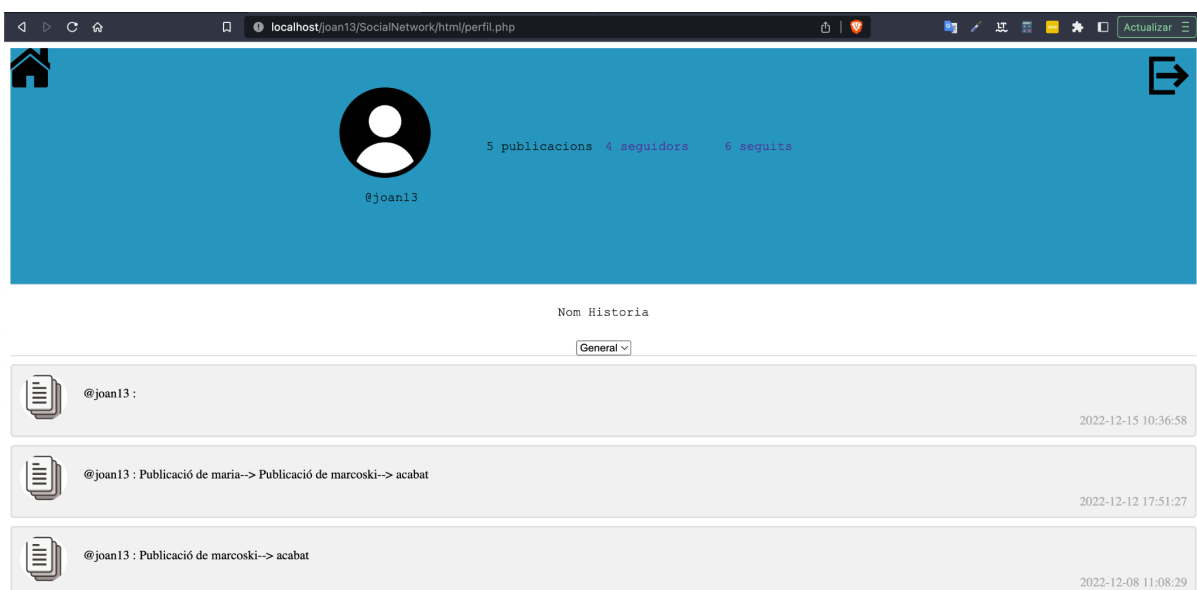 localhost/joan13/SocialNetwork/html/perfil.php Actualizar
5 publicacions 4 seguidors 6 seguits
@joan13
Nom Historia
General
@joan13 :
2022-12-15 10:36:58
@joan13 : Publicació de maria--> Publicació de marcoski--> acabat
2022-12-12 17:51:27
@joan13 : Publicació de marcoski--> acabat
2022-12-08 11:08:29